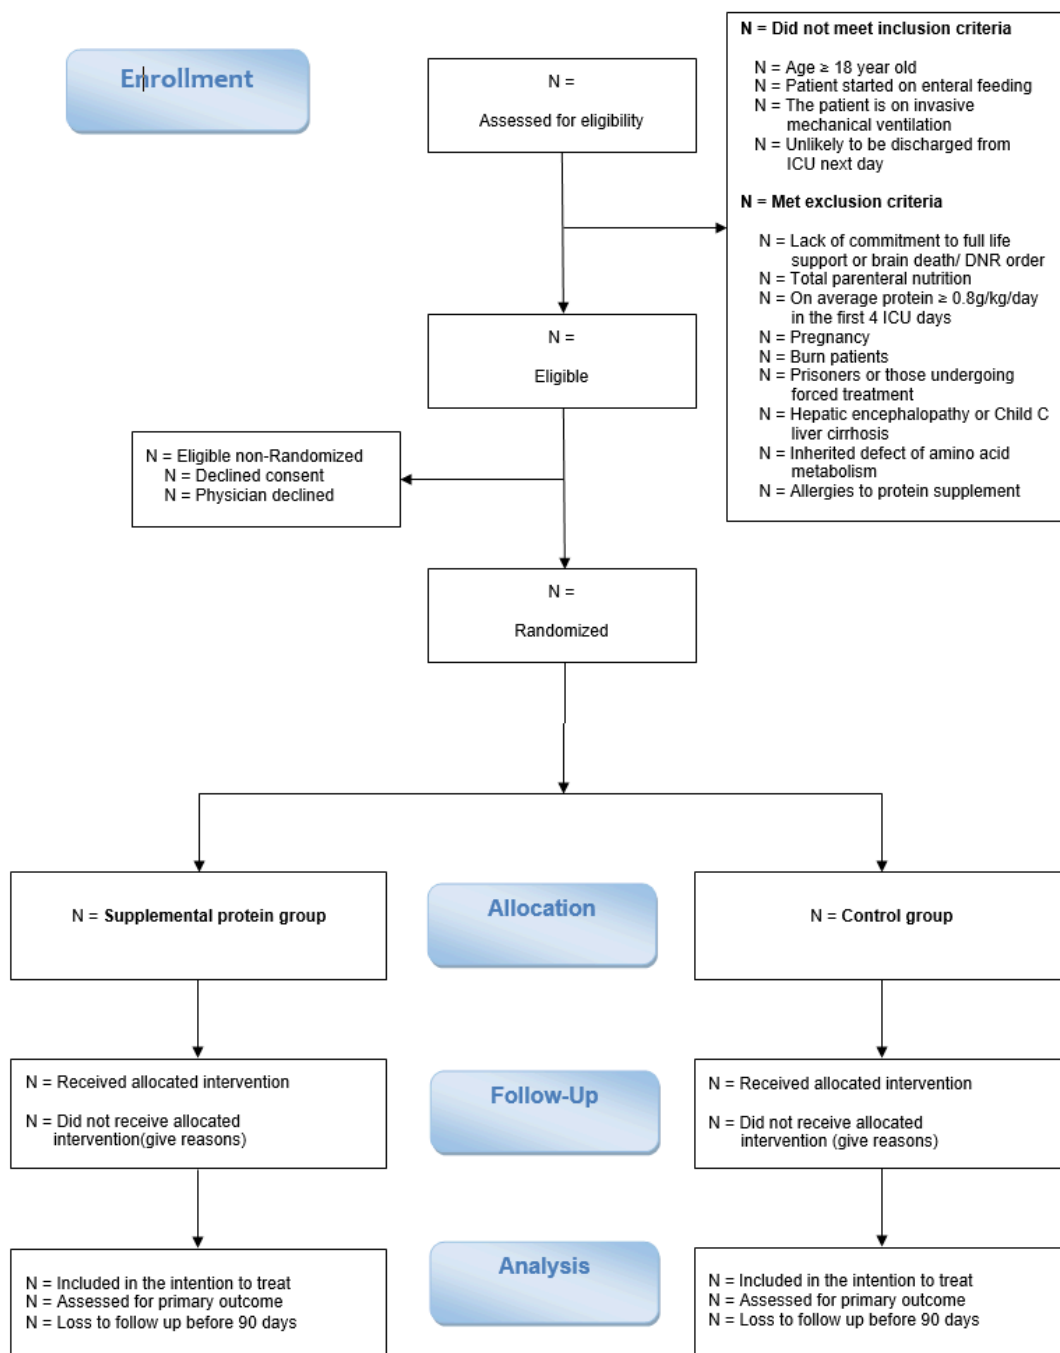 Enrollment
N =
Assessed for eligibility
N = Did not meet inclusion criteria
N = Age ≥ 18 year old
N = Patient started on enteral feeding
N = The patient is on invasive
mechanical ventilation
N = Unlikely to be discharged from
ICU next day
N = Met exclusion criteria
N = Lack of commitment to full life
support or brain death/ DNR order
N = Total parenteral nutrition
N = On average protein ≥ 0.8g/kg/day
in the first 4 ICU days
N = Pregnancy
N = Burn patients
N = Prisoners or those undergoing
forced treatment
N = Hepatic encephalopathy or Child C
liver cirrhosis
N = Inherited defect of amino acid
metabolism
N = Allergies to protein supplement
N =
Eligible
N = Eligible non-Randomized
N = Declined consent
N = Physician declined
N =
Randomized
N = Supplemental protein group
Allocation
N = Control group
N = Received allocated intervention
N = Did not receive allocated
intervention(give reasons)
Follow-Up
N = Received allocated intervention
N = Did not receive allocated
intervention (give reasons)
N = Included in the intention to treat
N = Assessed for primary outcome
N = Loss to follow up before 90 days
Analysis
N = Included in the intention to treat
N = Assessed for primary outcome
N = Loss to follow up before 90 days